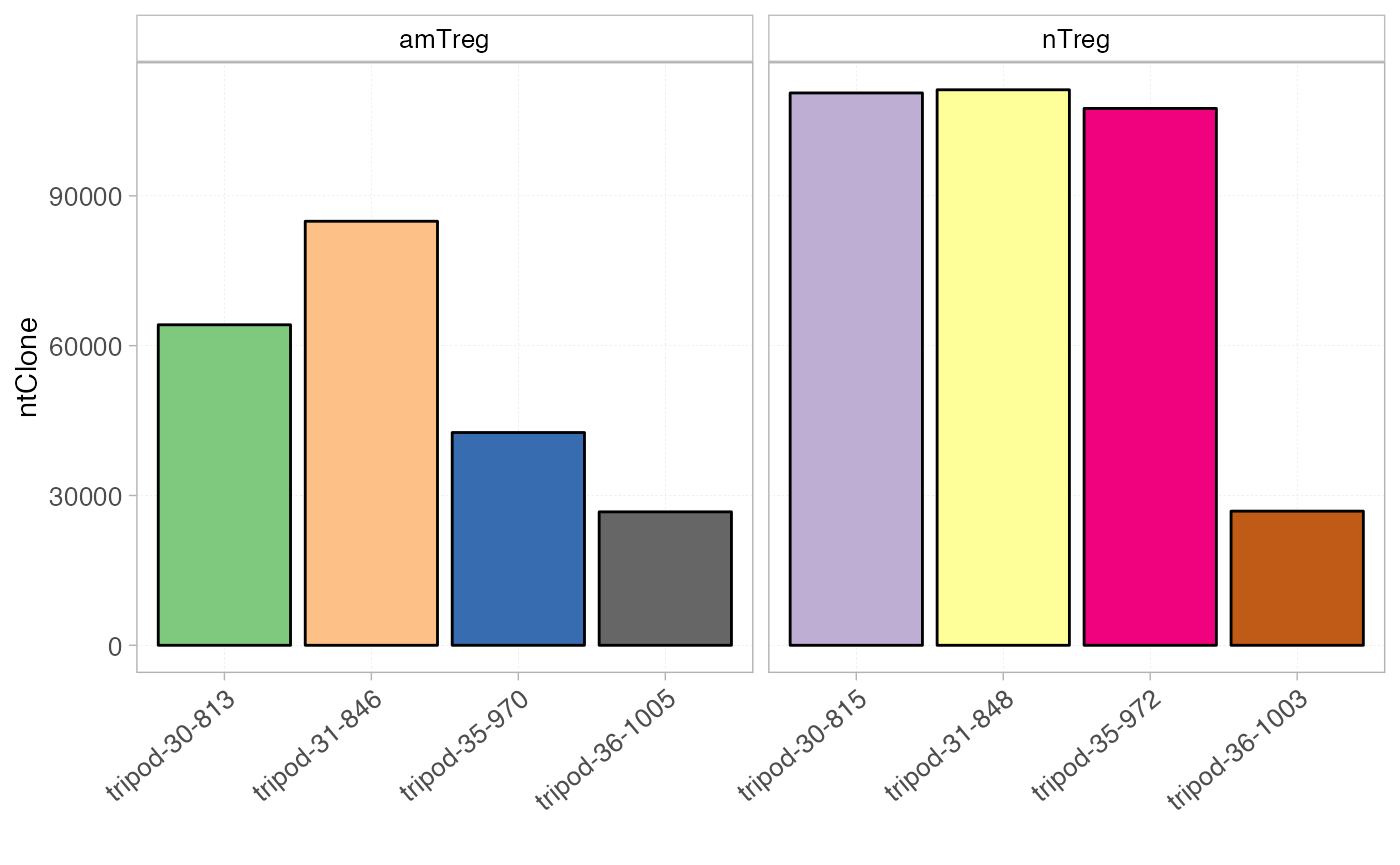 amTreg
nTreg
ntClone
90000
60000
30000
0
tripod-30-813
tripod-31-846
tripod-35-970
tripod-36-1005
tripod-30-815
tripod-31-848
tripod-35-972
tripod-36-1003